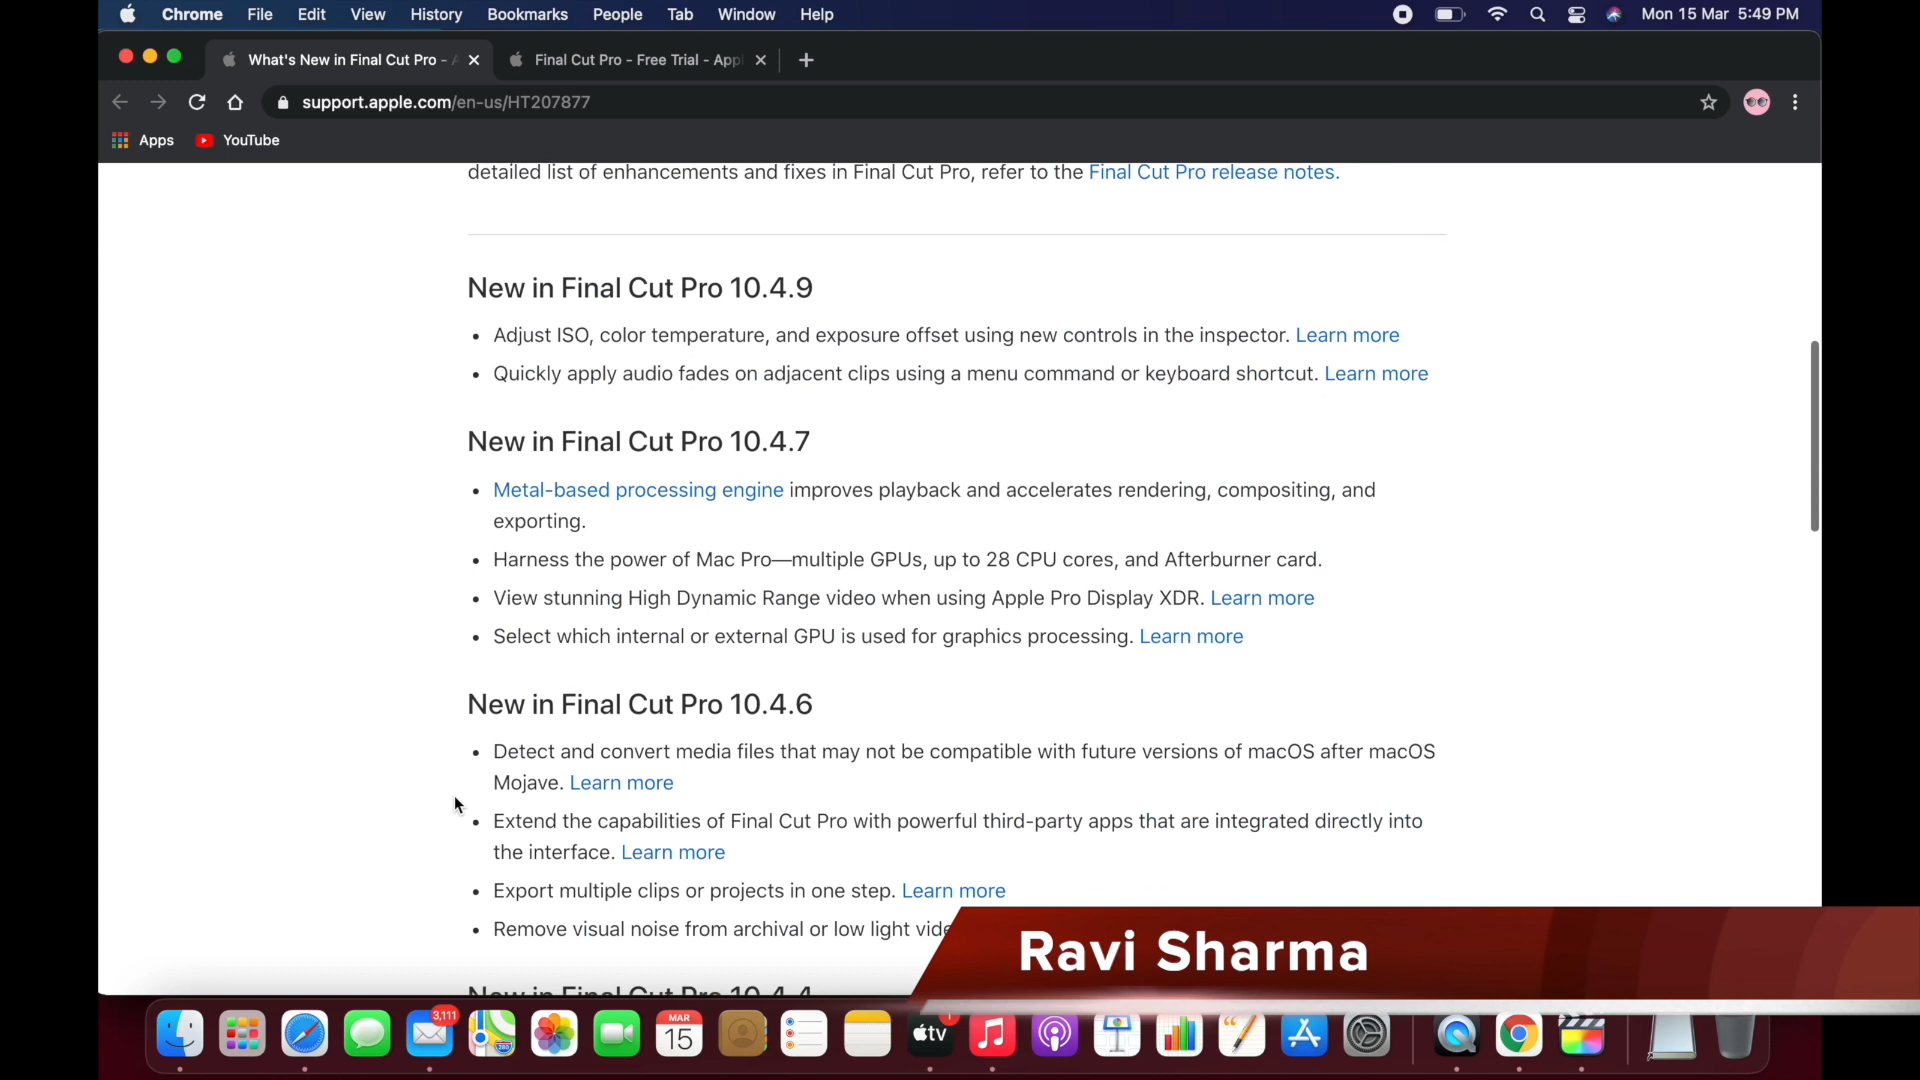 Chrome File Edit View History Bookmarks People Tab Window Help Mon 15 Mar 5:49 PM
What's New in Final Cut Pro - Final Cut Pro - Free Trial - Appl
support.apple.com/en-us/HT207877
Apps YouTube
detailed list of enhancements and fixes in Final Cut Pro, refer to the Final Cut Pro release notes.
New in Final Cut Pro 10.4.9
• Adjust ISO, color temperature, and exposure offset using new controls in the inspector. Learn more
• Quickly apply audio fades on adjacent clips using a menu command or keyboard shortcut. Learn more
New in Final Cut Pro 10.4.7
• Metal-based processing engine improves playback and accelerates rendering, compositing, and
exporting.
• Harness the power of Mac Pro—multiple GPUs, up to 28 CPU cores, and Afterburner card.
• View stunning High Dynamic Range video when using Apple Pro Display XDR. Learn more
• Select which internal or external GPU is used for graphics processing. Learn more
New in Final Cut Pro 10.4.6
• Detect and convert media files that may not be compatible with future versions of macOS after macOS
Mojave. Learn more
• Extend the capabilities of Final Cut Pro with powerful third-party apps that are integrated directly into
the interface. Learn more
• Export multiple clips or projects in one step. Learn more
• Remove visual noise from archival or low light vide
Ravi Sharma
New in Final Cut Pro 10.4.4
3,111
MAR
15
tv